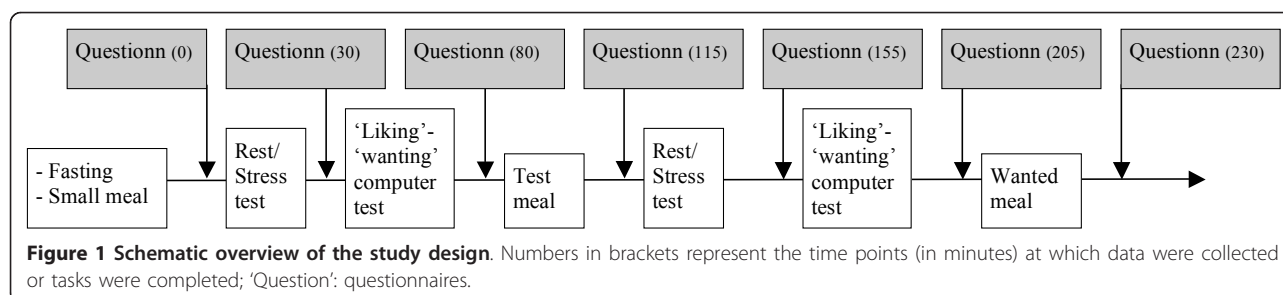 Questionn (0)
Questionn (30)
Questionn (80)
Questionn (115)
Questionn (155)
Questionn (205)
Questionn (230)
- Fasting
- Small meal
Rest/
Stress
test
‘Liking’-
‘wanting’
computer
test
Test
meal
Rest/
Stress
test
‘Liking’-
‘wanting’
computer
test
Wanted
meal
Figure 1 Schematic overview of the study design. Numbers in brackets represent the time points (in minutes) at which data were collected
or tasks were completed; ‘Question’: questionnaires.